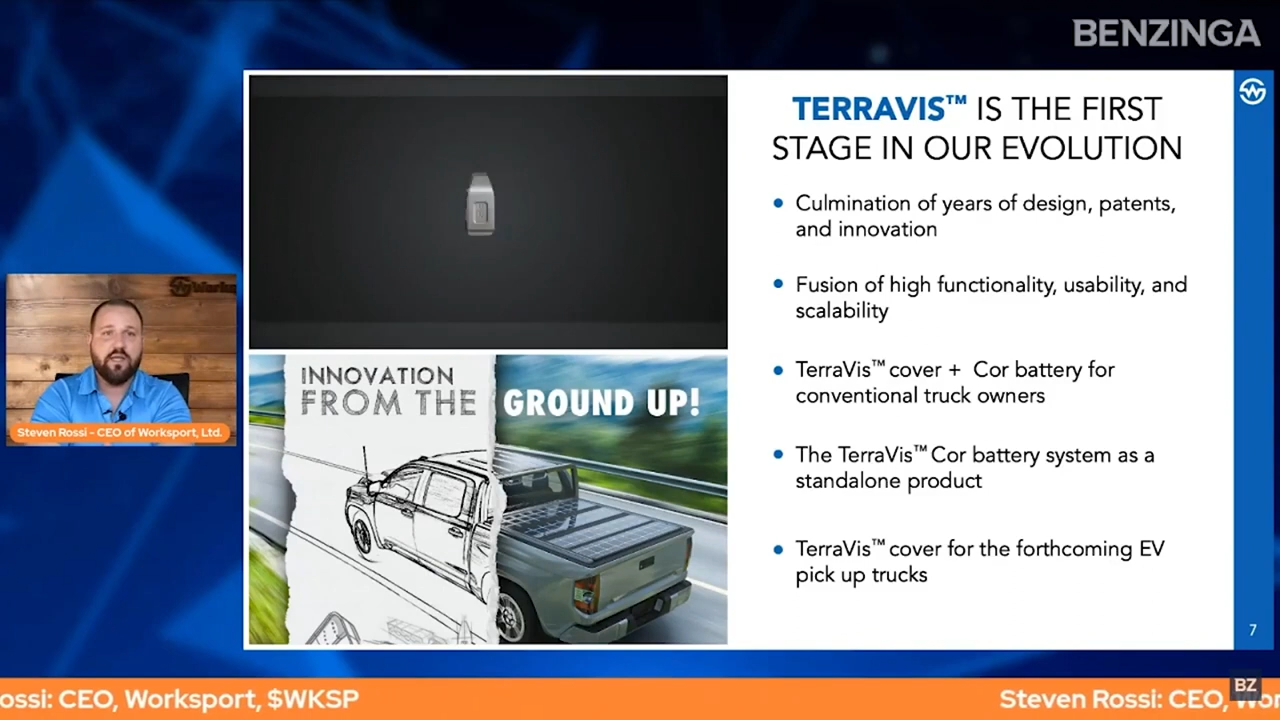 BENZINGA
TERRAVIS™ IS THE FIRST
STAGE IN OUR EVOLUTION
Culmination of years of design, patents,
and innovation
Fusion of high functionality, usability, and
scalability
TerraVis™ cover + Cor battery for
conventional truck owners
The TerraVis™ Cor battery system as a
standalone product
TerraVis™ cover for the forthcoming EV
pick up trucks
7
INNOVATION
FROM THE GROUND UP!
Steven Rossi - CEO of Worksport, Ltd.
ossi: CEO, Worksport, $WKSP
Steven Rossi: CEO, Wor
BZ